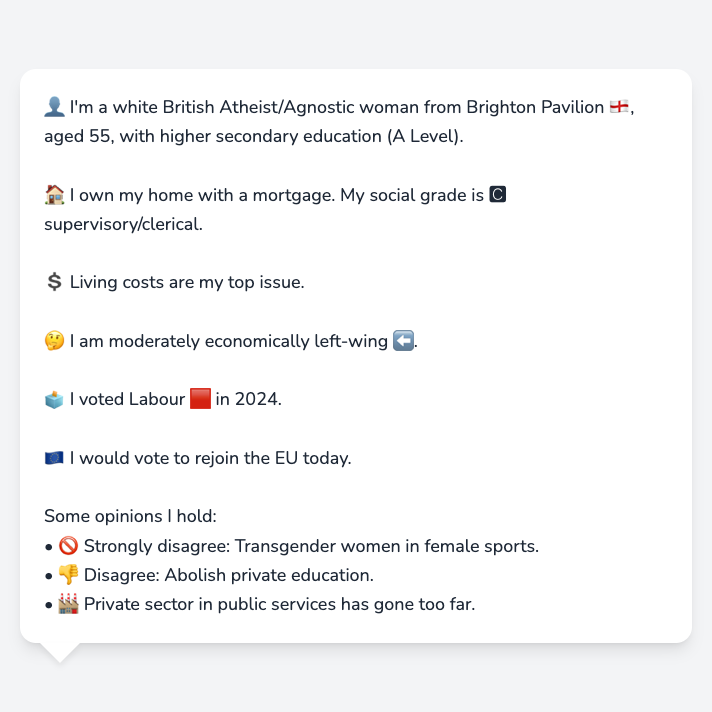 👤 I'm a white British Atheist/Agnostic woman from Brighton Pavilion 🏴󠁧󠁢󠁥󠁮󠁧󠁿,
aged 55, with higher secondary education (A Level).
🏠 I own my home with a mortgage. My social grade is 🅲
supervisory/clerical.
💲 Living costs are my top issue.
🤔 I am moderately economically left-wing ⬅️.
🗳️ I voted Labour 🟥 in 2024.
🇪🇺 I would vote to rejoin the EU today.
Some opinions I hold:
• 🚫 Strongly disagree: Transgender women in female sports.
• 👎 Disagree: Abolish private education.
• 🏭 Private sector in public services has gone too far.